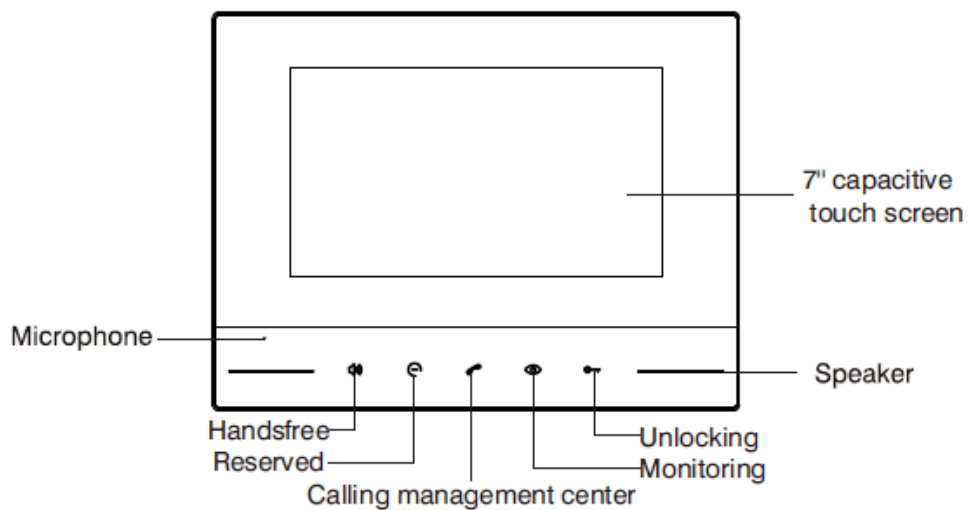 7" capacitive
touch screen
Microphone
Speaker
Handsfree
Unlocking
Reserved
Monitoring
Calling management center